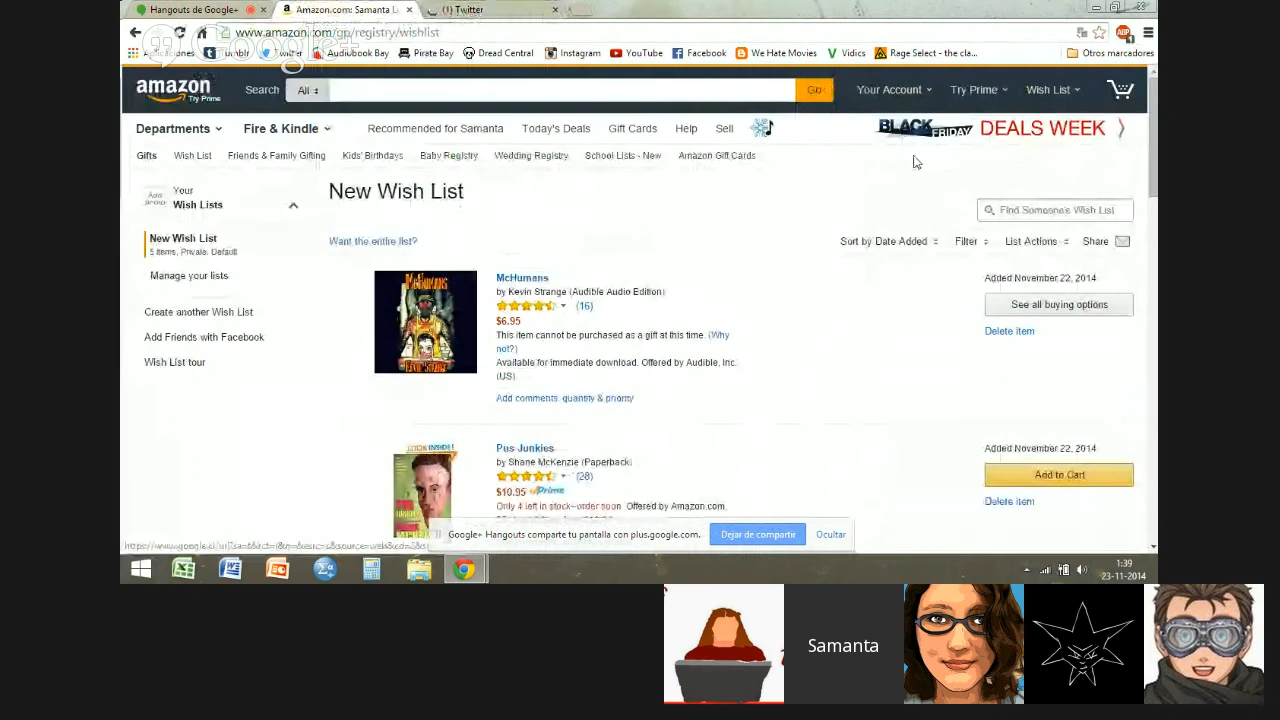 Hangouts de Google+
Amazon.com: Samanta L
Twitter
www.amazon.com/gp/registry/wishlist
Google+
Tumblr Twitter Audiobook Bay Pirate Bay Dread Central Instagram YouTube Facebook We Hate Movies Vidics Rage Select - the cla... Otros marcadores
amazon
Try Prime
Search All Go Your Account Try Prime Wish List
Departments Fire & Kindle Recommended for Samanta Today's Deals Gift Cards Help Sell BLACK FRIDAY DEALS WEEK
Gifts Wish List Friends & Family Gifting Kids' Birthdays Baby Registry Wedding Registry School Lists - New Amazon Gift Cards
Your
Wish Lists
New Wish List
Find Someone's Wish List
New Wish List
5 items, Private, Default
Want the entire list?
Sort by Date Added Filter List Actions Share
Manage your lists
Create another Wish List
Add Friends with Facebook
Wish List tour
McHumans
Kevin Strange
McHumans
by Kevin Strange (Audible Audio Edition)
(16)
$6.95
This item cannot be purchased as a gift at this time. (Why
not?)
Available for immediate download. Offered by Audible, Inc.
(US)
Add comments, quantity & priority
Added November 22, 2014
See all buying options
Delete item
LOOK INSIDE!
Pus Junkies
by Shane McKenzie (Paperback)
(28)
$10.95 Prime
Only 4 left in stock--order soon. Offered by Amazon.com.
Added November 22, 2014
Add to Cart
Delete item
Google+ Hangouts comparte tu pantalla con plus.google.com. Dejar de compartir Ocultar
1:39
23-11-2014
Samanta